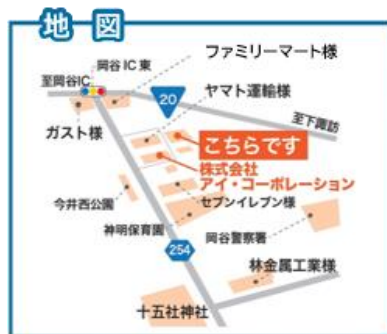 地 図
岡谷 IC 東
ファミリーマート様
至岡谷IC
20
ヤマト運輸様
至下諏訪
ガスト様
こちらです
株式会社
アイ・コーポレーション
今井西公園
セブンイレブン様
神明保育園
岡谷警察署
254
林金属工業様
十五社神社